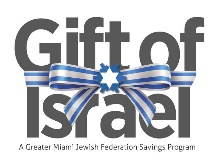 Gift of
Israel
A Greater Miami Jewish Federation Savings Program